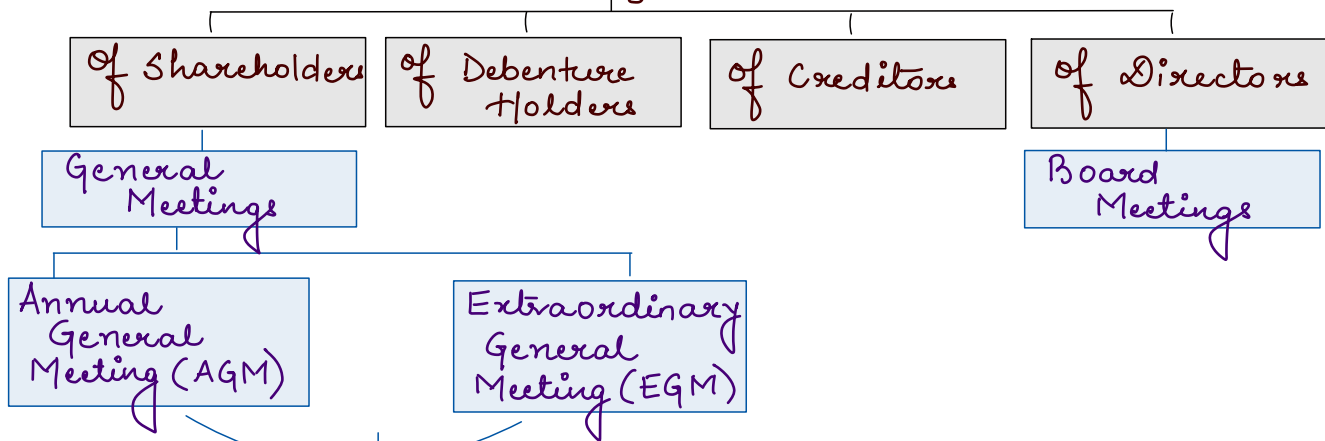 Of Shareholders
Of Debenture
Holders
Of Creditors
Of Directors
General
Meetings
Board
Meetings
Annual
General
Meeting (AGM)
Extraordinary
General
Meeting (EGM)